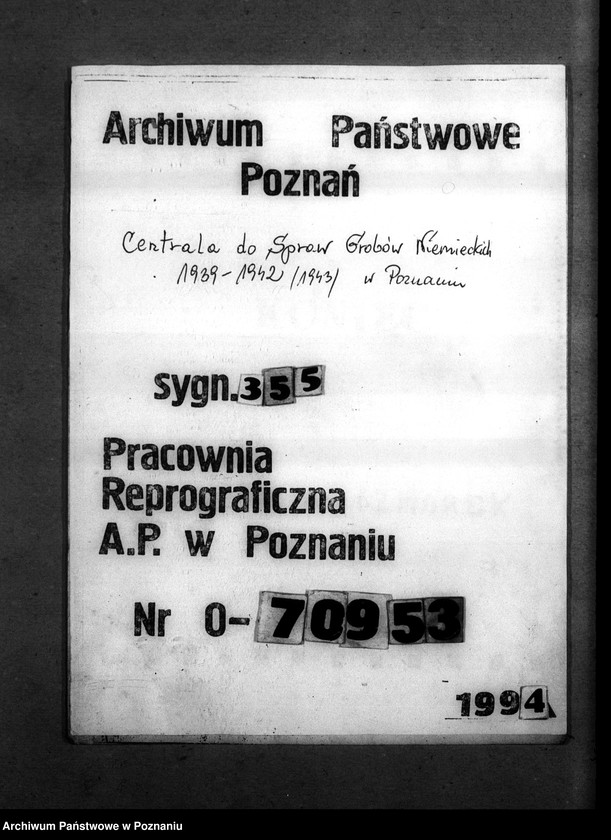 Archiwum Państwowe
Poznań
Centrala do Spraw Grobów Niemieckich
1939-1942 /1943/ w Poznaniu
sygn.355
Pracownia
Reprograficzna
A.P. w Poznaniu
Nr 0-70953
1994
Archiwum Państwowe w Poznaniu